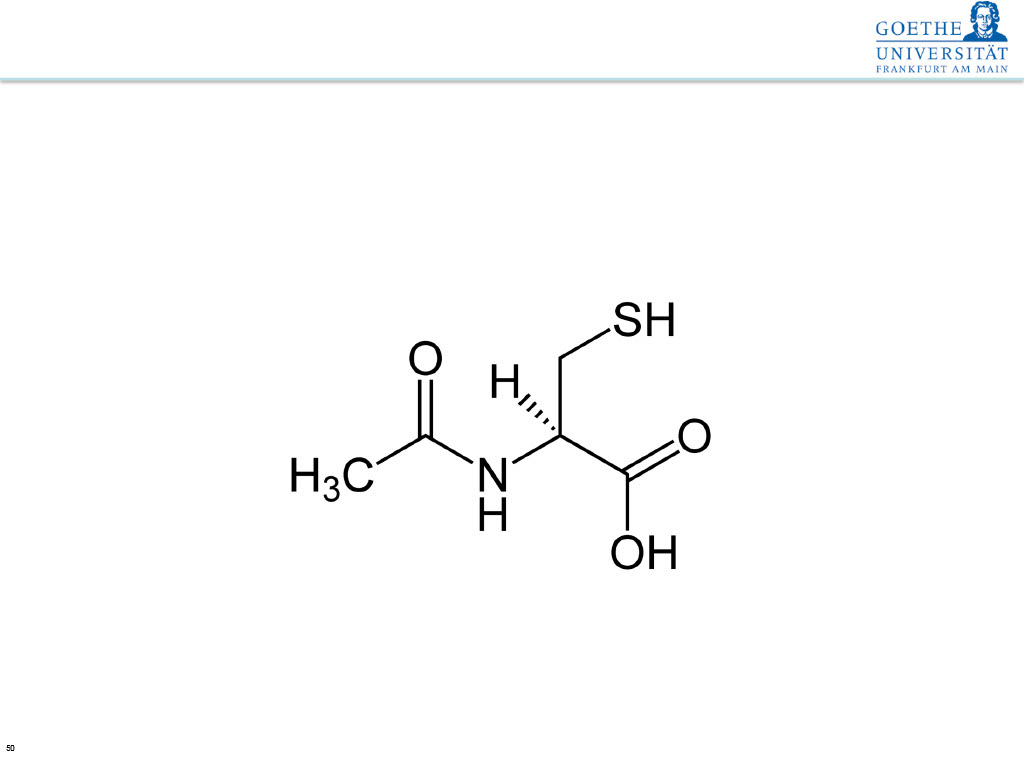 GOETHE
UNIVERSITÄT
FRANKFURT AM MAIN
SH
O
H
O
H₃C
N
H
OH
50